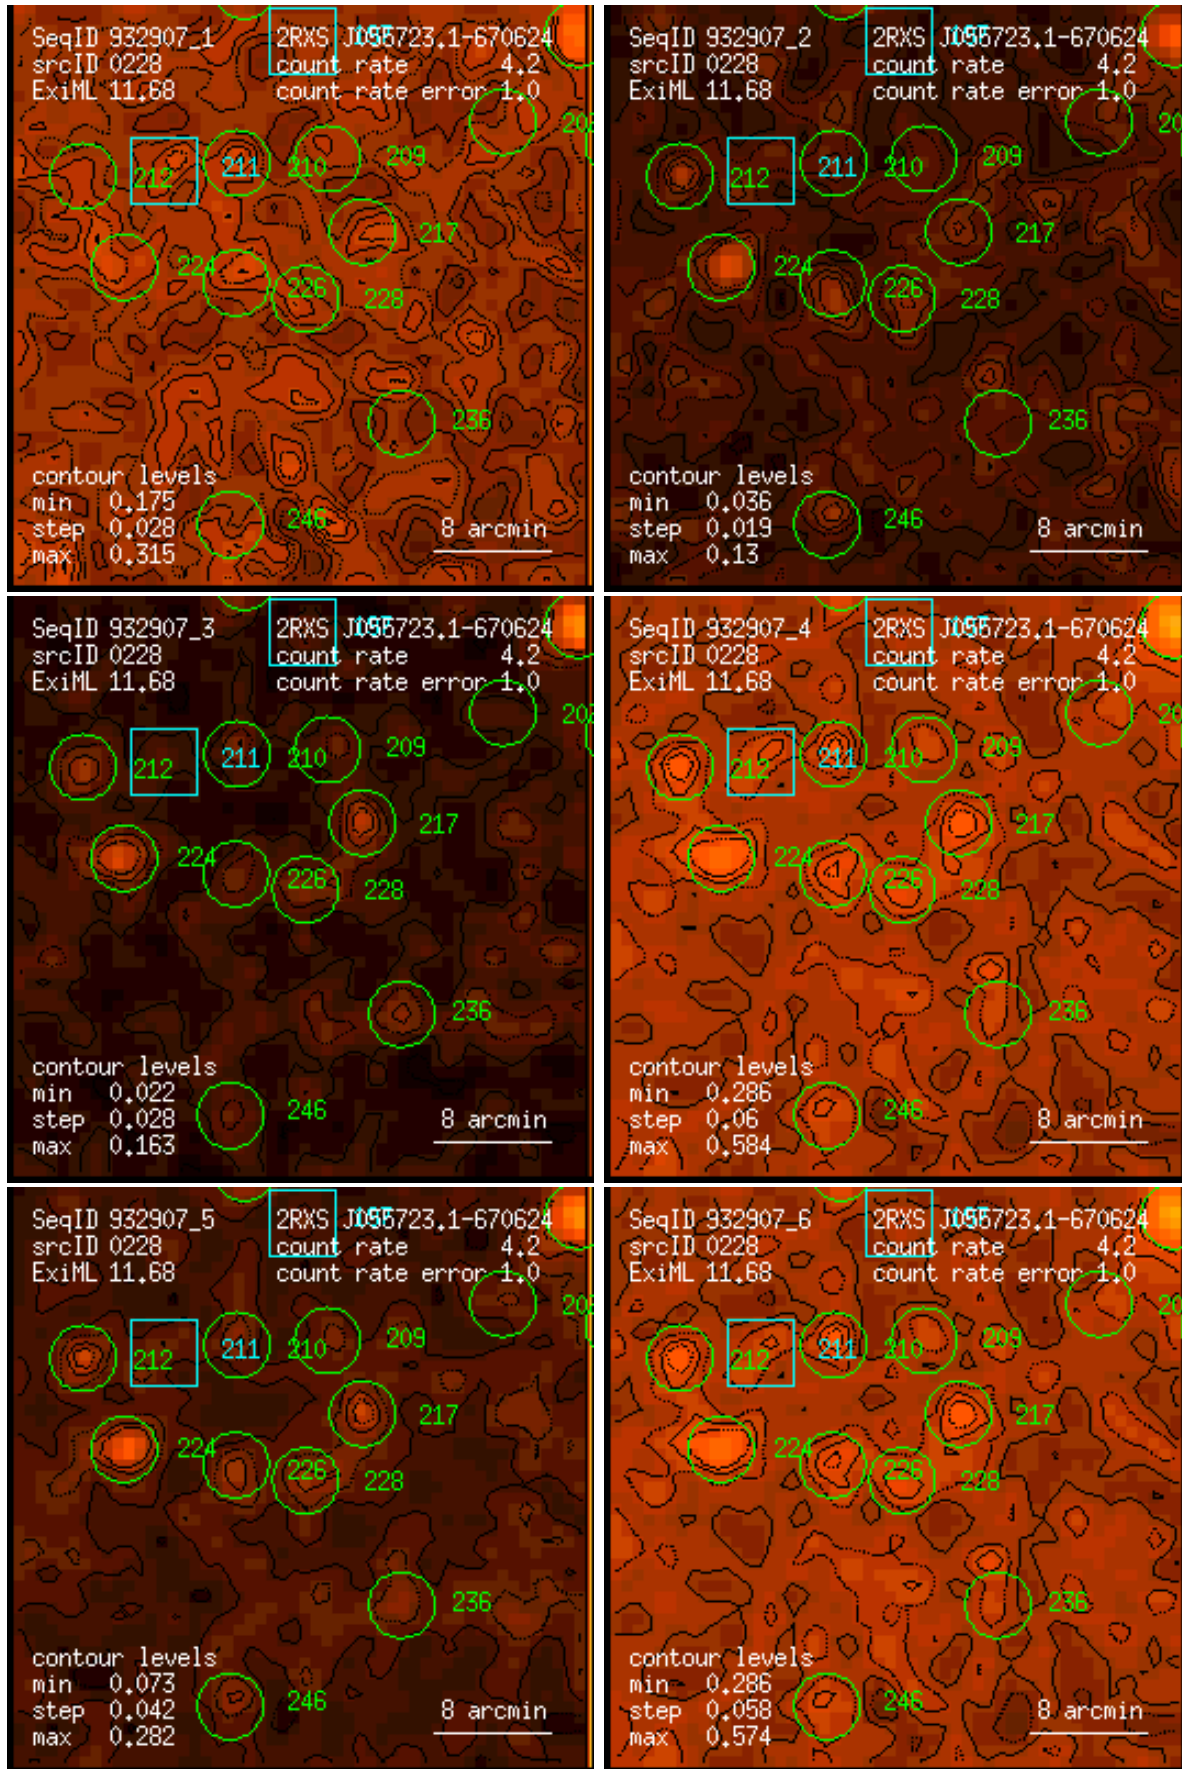 SeqID 932907_1 2RXS J055723.1-670624
srcID 0228 count rate 4.2
ExiML 11.68 count rate error 1.0
202
212 211 210 209
217
224 226 228
236
contour levels
min 0.175
step 0.028
max 0.315
246
8 arcmin
SeqID 932907_2 2RXS J055723.1-670624
srcID 0228 count rate 4.2
ExiML 11.68 count rate error 1.0
20
212 211 210 209
217
224 226 228
236
contour levels
min 0.036
step 0.019
max 0.13
246
8 arcmin
SeqID 932907_3 2RXS J055723.1-670624
srcID 0228 count rate 4.2
ExiML 11.68 count rate error 1.0
202
212 211 210 209
217
224 226 228
236
contour levels
min 0.022
step 0.028
max 0.163
246
8 arcmin
SeqID 932907_4 2RXS J055723.1-670624
srcID 0228 count rate 4.2
ExiML 11.68 count rate error 1.0
20
212 211 210 209
217
224 226 228
236
contour levels
min 0.286
step 0.06
max 0.584
246
8 arcmin
SeqID 932907_5 2RXS J055723.1-670624
srcID 0228 count rate 4.2
ExiML 11.68 count rate error 1.0
202
212 211 210 209
217
224 226 228
236
contour levels
min 0.073
step 0.042
max 0.282
246
8 arcmin
SeqID 932907_6 2RXS J055723.1-670624
srcID 0228 count rate 4.2
ExiML 11.68 count rate error 1.0
20
212 211 210 209
217
224 226 228
236
contour levels
min 0.286
step 0.058
max 0.574
246
8 arcmin